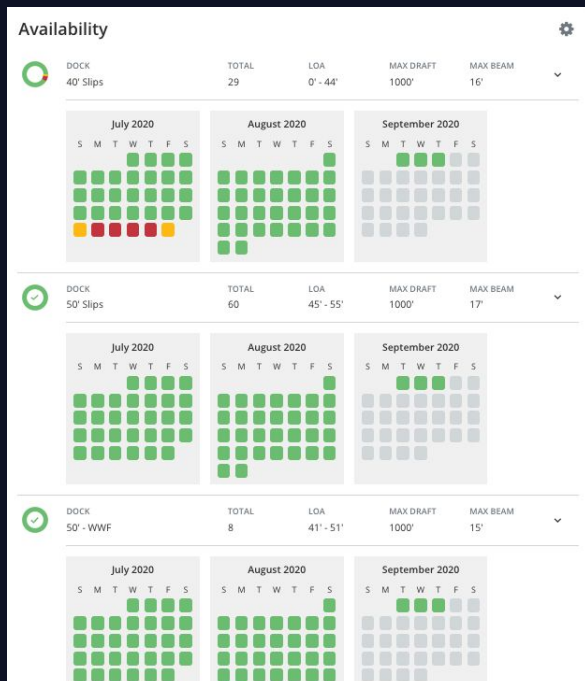 Availability
DOCK TOTAL LOA MAX DRAFT MAX BEAM
40' Slips 29 0' - 44' 1000' 16'
July 2020 August 2020 September 2020
S M T W T F S S M T W T F S S M T W T F S
DOCK TOTAL LOA MAX DRAFT MAX BEAM
50' Slips 60 45' - 55' 1000' 17'
July 2020 August 2020 September 2020
S M T W T F S S M T W T F S S M T W T F S
DOCK TOTAL LOA MAX DRAFT MAX BEAM
50' - WWF 8 41' - 51' 1000' 15'
July 2020 August 2020 September 2020
S M T W T F S S M T W T F S S M T W T F S